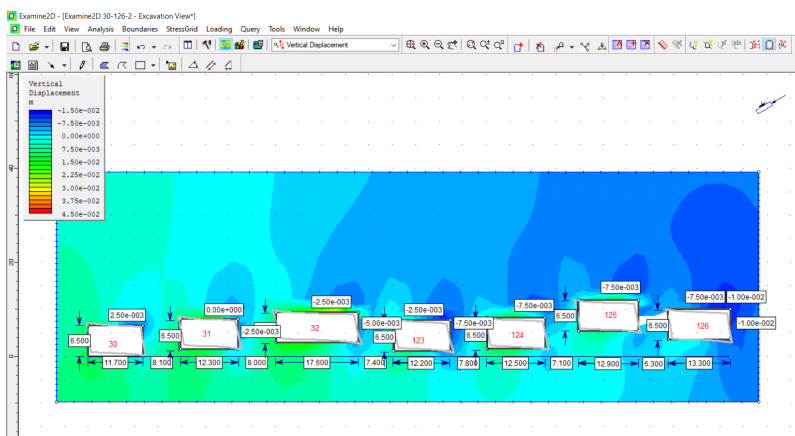 Examine2D - [Examine2D 30-126-2 - Excavation View*]
File Edit View Analysis Boundaries StressGrid Loading Query Tools Window Help
Vertical Displacement
Vertical
Displacement
m
-1.50e-002
-7.50e-003
0.00e+000
7.50e-003
1.50e-002
2.25e-002
3.00e-002
3.75e-002
4.50e-002
40
20
0
-7.50e-003
-7.50e-003 -1.00e-002
2.50e-003 0.00e+000 -2.50e-003 -2.50e-003 -7.50e-003
6.500 30
6.500 31 -2.50e-003
32 -5.00e-003
6.500 123 -7.50e-003
6.500 124
6.500 125
6.500 126 -1.00e-002
11.700 8.100 12.300 8.000 17.600 7.400 12.200 7.800 12.500 7.100 12.900 6.300 13.300